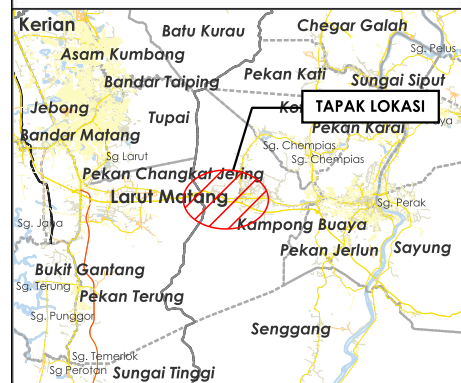 Kerian
Batu Kurau
Chegar Galah
Asam Kumbang
Sg. Pelus
Bandar Taiping
Pekan Kati
Sungai Siput
Jebong
Tupai
TAPAK LOKASI
Bandar Matang
Pekan Karai
Sg Larut
Sg. Chempias
Sg. Chempias
Pekan Changkat Jering
Larut Matang
Sg. Perak
Sg. Jaha
Kampong Buaya
Pekan Jerlun
Sayung
Bukit Gantang
Sg. Terung
Pekan Terung
Sg. Punggor
Senggang
Sg. Temerlok
Sg Perotan
Sungai Tinggi